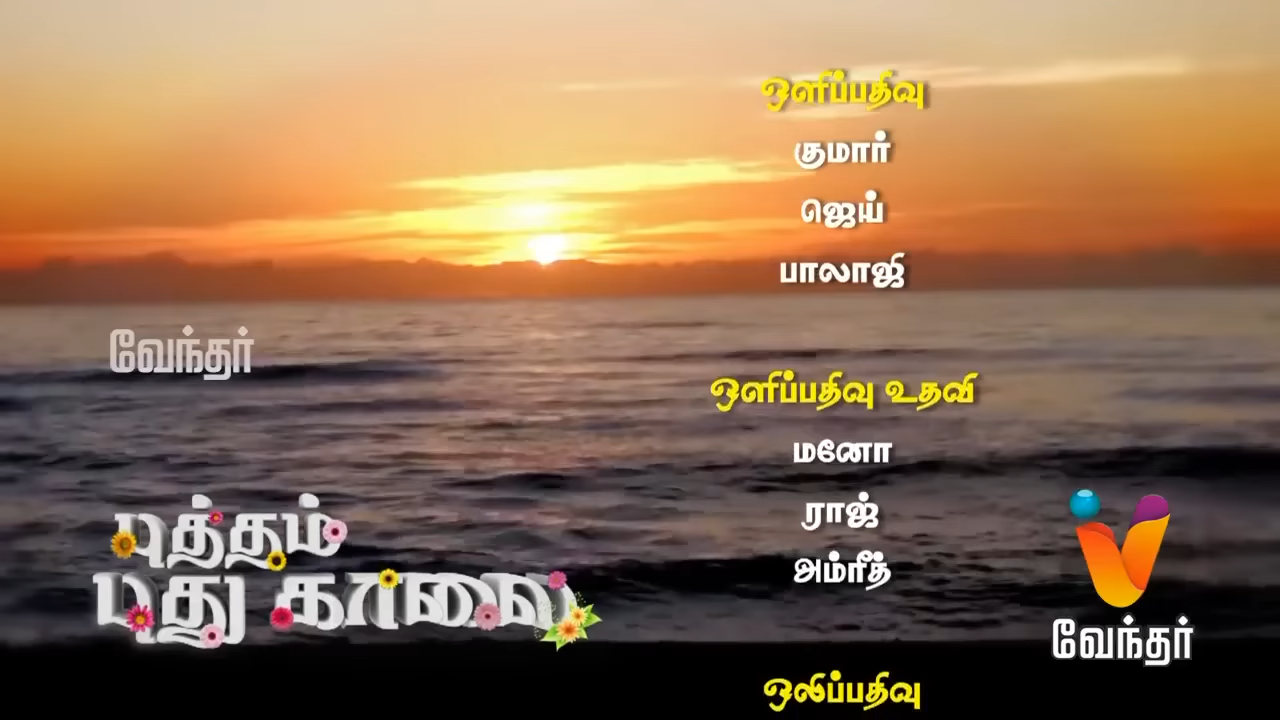 ஒளிப்பதிவு
குமார்
ஜெய்
பாலாஜி
வேந்தர்
ஒளிப்பதிவு உதவி
மனோ
ராஜ்
அம்ரீத்
புத்தம்
புது காலை
வேந்தர்
ஒலிப்பதிவு